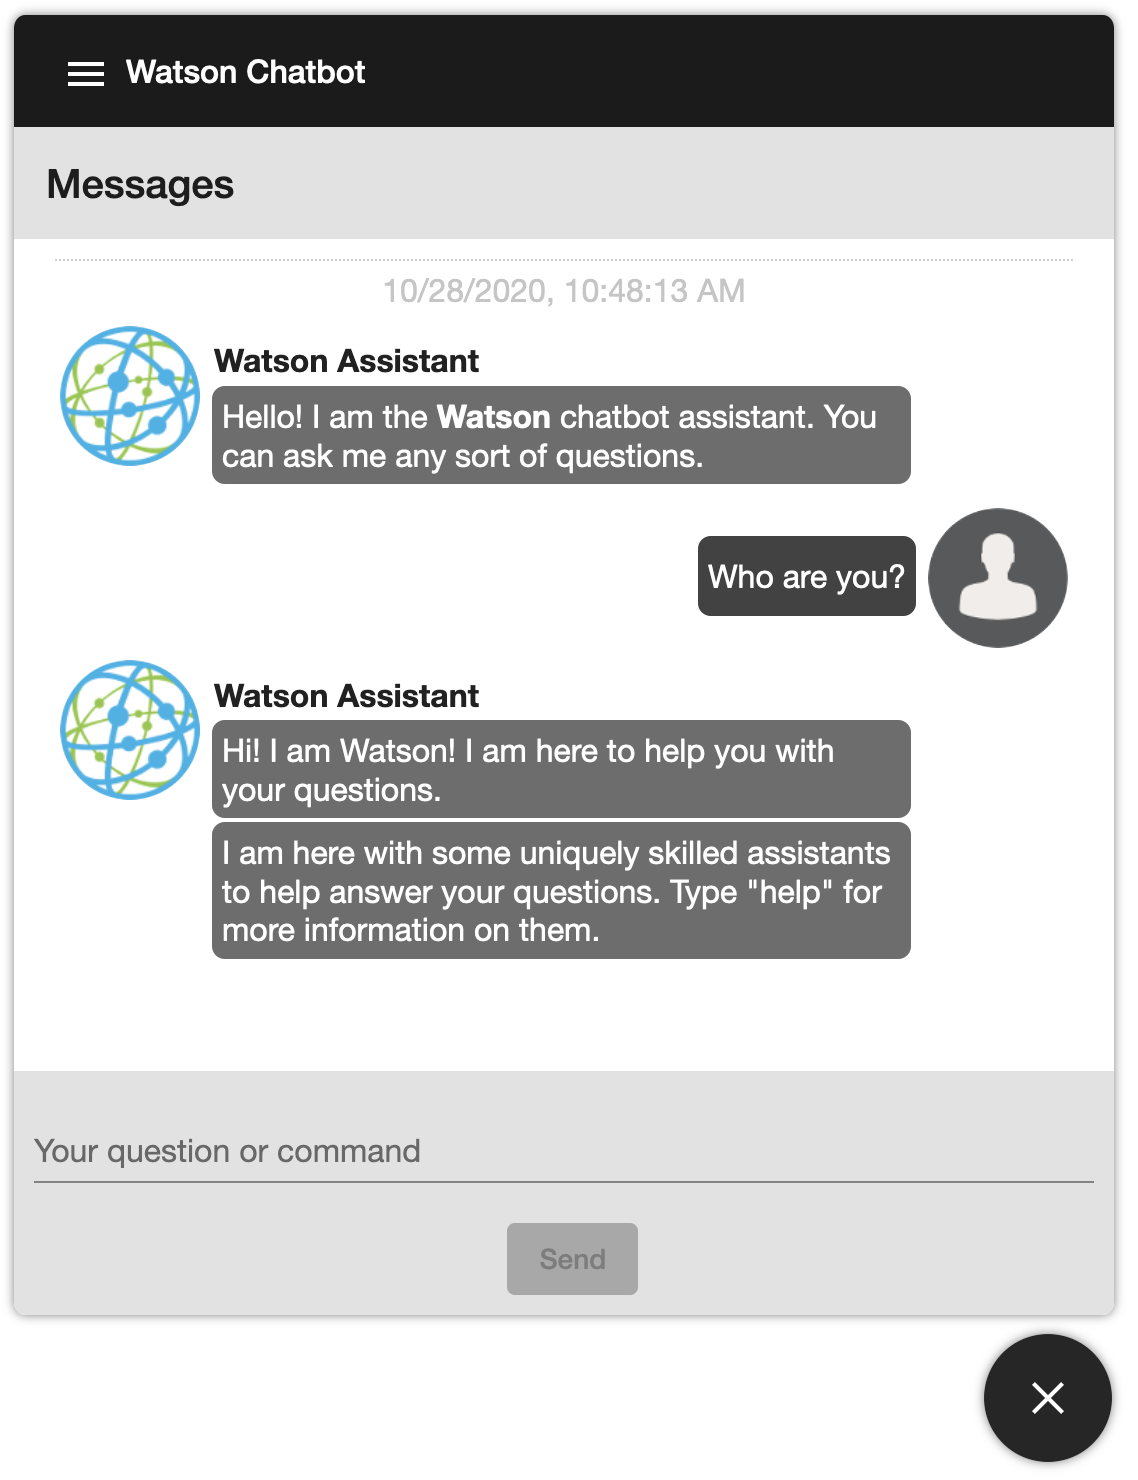 Watson Chatbot
Messages
10/28/2020, 10:48:13 AM
Watson Assistant
Hello! I am the Watson chatbot assistant. You
can ask me any sort of questions.
Who are you?
Watson Assistant
Hi! I am Watson! I am here to help you with
your questions.
I am here with some uniquely skilled assistants
to help answer your questions. Type "help" for
more information on them.
Your question or command
Send